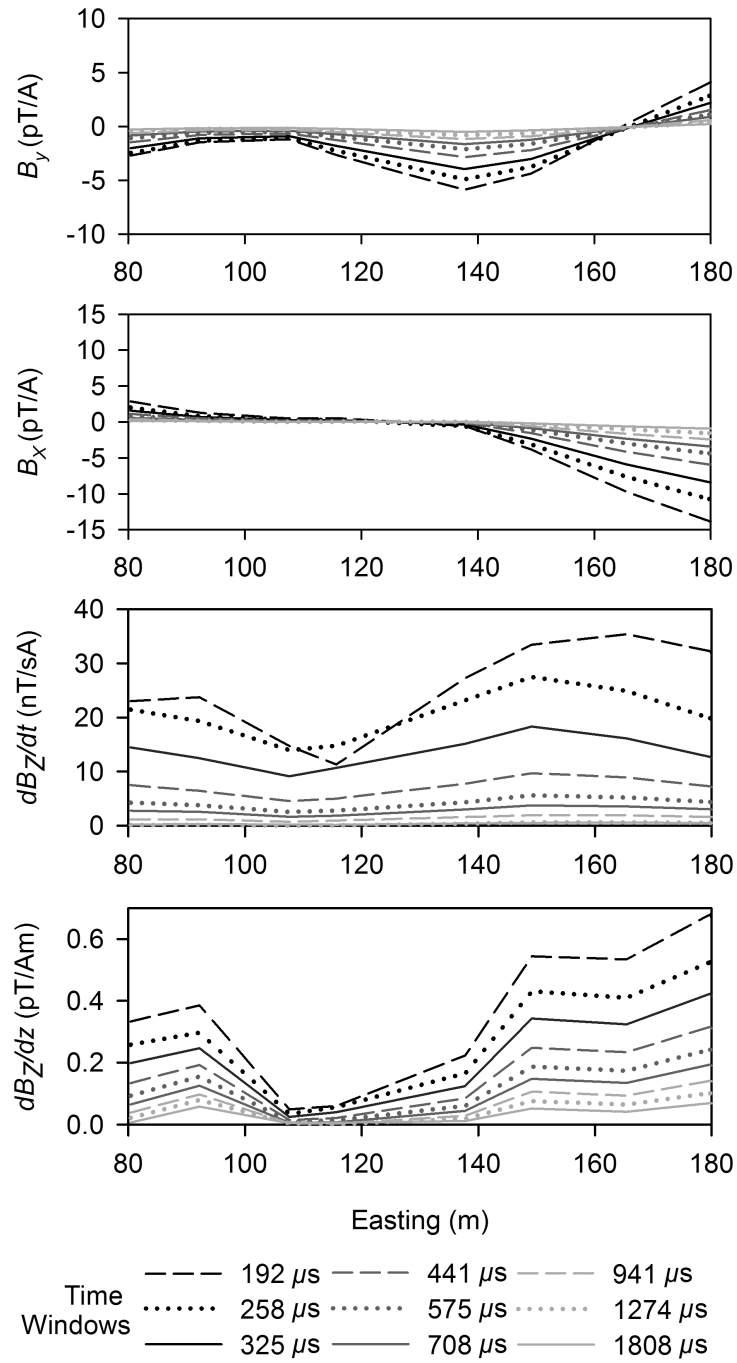 10
5
0
-5
-10
B_y (pT/A)
80 100 120 140 160 180
15
10
5
0
-5
-10
-15
B_X (pT/A)
80 100 120 140 160 180
40
30
20
10
0
dB_Z/dt (nT/sA)
80 100 120 140 160 180
0.6
0.4
0.2
0.0
dB_Z/dz (pT/Am)
80 100 120 140 160 180
Easting (m)
Time Windows
192 µs 441 µs 941 µs
258 µs 575 µs 1274 µs
325 µs 708 µs 1808 µs